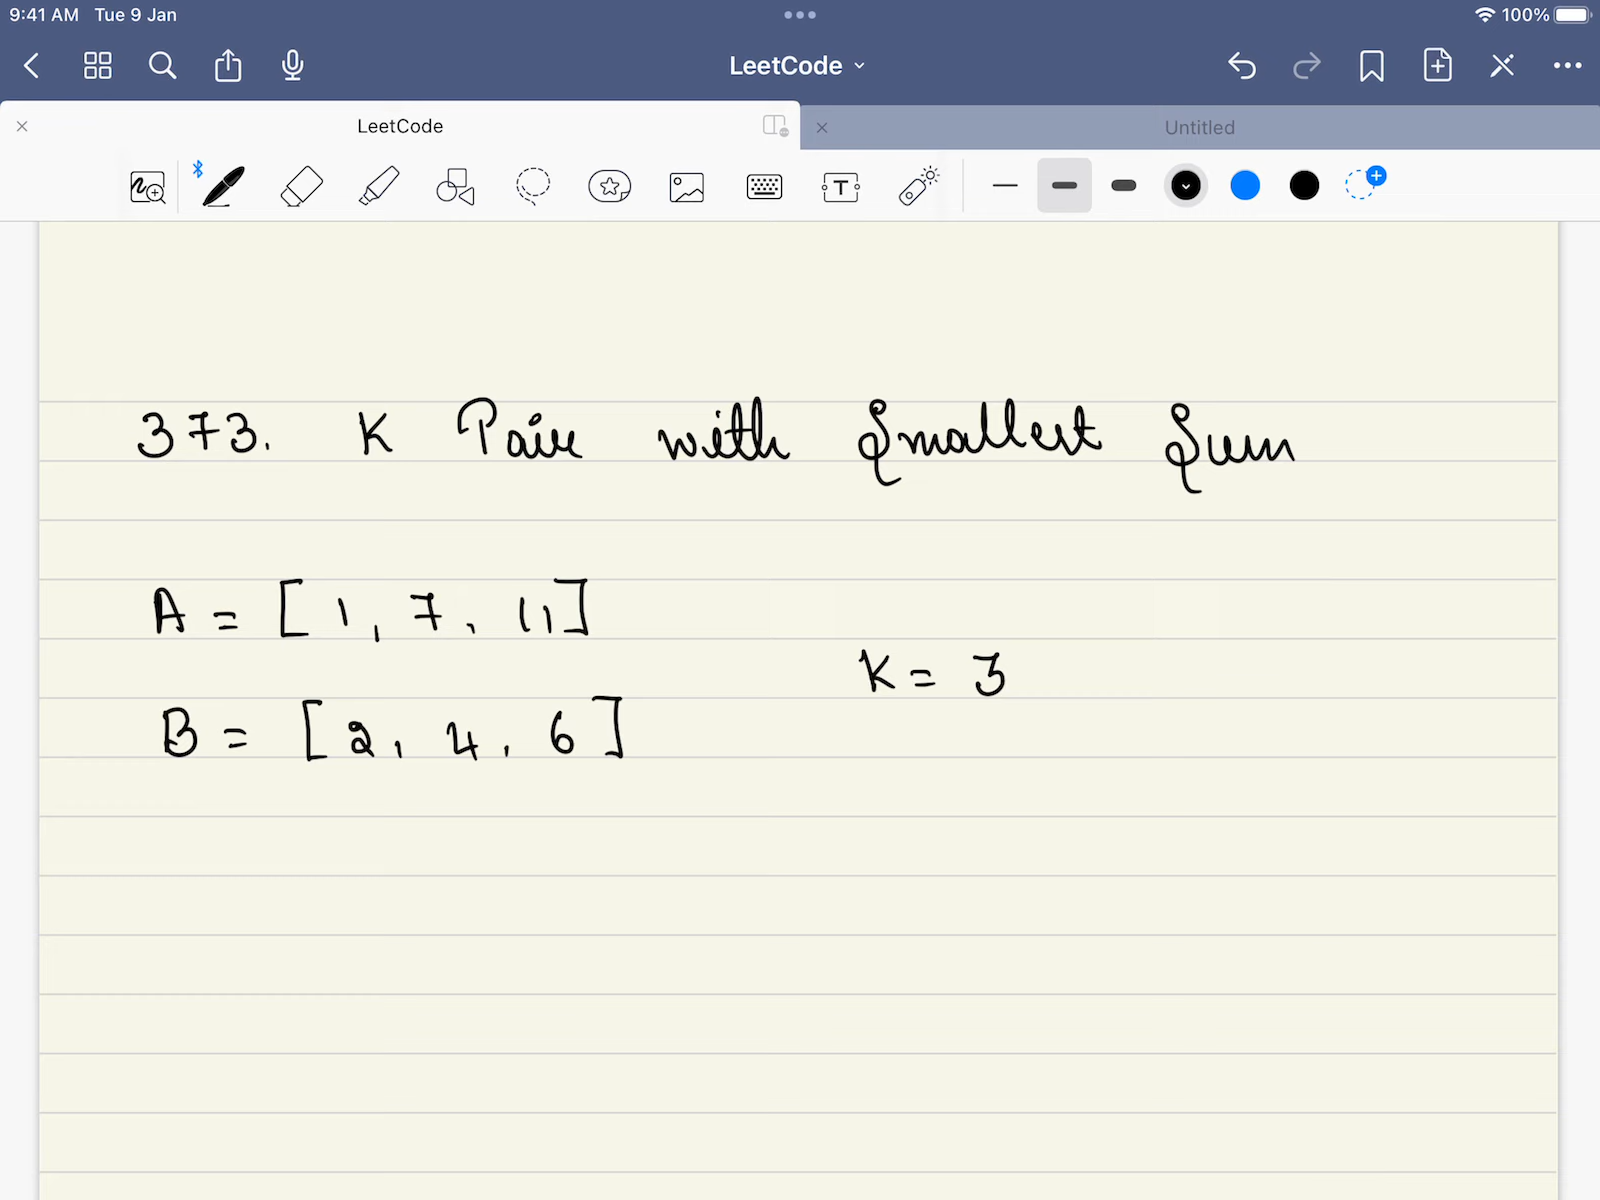 9:41 AM Tue 9 Jan
100%
LeetCode
LeetCode
Untitled
T
373. K Pair with Smallest Sum
A = [1, 7, 11]
K = 3
B = [2, 4, 6]